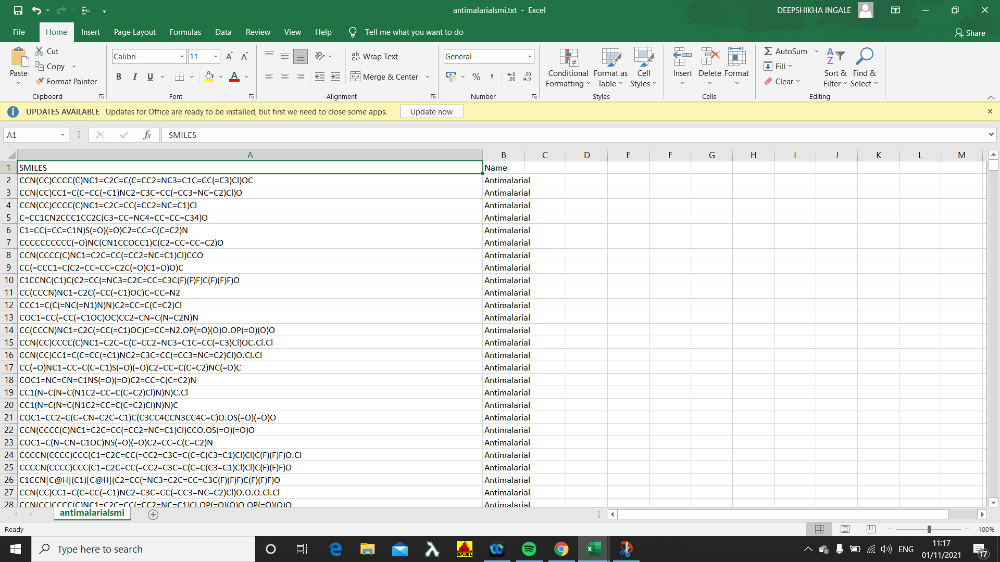 antimalarialsmi.txt - Excel
DEEPSHIKHA INGALE
File Home Insert Page Layout Formulas Data Review View Help Tell me what you want to do
Share
Cut
Copy
Format Painter
Paste
Clipboard
Calibri 11
B I U
Font
Wrap Text
Merge & Center
Alignment
General
% ,
Number
Conditional Formatting
Format as Table
Cell Styles
Styles
Insert Delete Format
Cells
AutoSum
Fill
Clear
Sort & Filter
Find & Select
Editing
UPDATES AVAILABLE Updates for Office are ready to be installed, but first we need to close some apps. Update now
A1 fx SMILES
A B C D E F G H I J K L M
1 SMILES Name
2 CCN(CC)CCCC(C)NC1=C2C=C(C=CC2=NC3=C1C=CC(=C3)Cl)OC Antimalarial
3 CCN(CC)CC1=C(C=CC(=C1)NC2=C3C=CC(=CC3=NC=C2)Cl)O Antimalarial
4 CCN(CC)CCCC(C)NC1=C2C=CC(=CC2=NC=C1)Cl Antimalarial
5 C=CC1CN2CCC1CC2C(C3=CC=NC4=CC=CC=C34)O Antimalarial
6 C1=CC(=CC=C1N)S(=O)(=O)C2=CC=C(C=C2)N Antimalarial
7 CCCCCCCCCC(=O)NC(CN1CCOCC1)C(C2=CC=CC=C2)O Antimalarial
8 CCN(CCCC(C)NC1=C2C=CC(=CC2=NC=C1)Cl)CCO Antimalarial
9 CC(=CCC1=C(C2=CC=CC=C2C(=O)C1=O)O)C Antimalarial
10 C1CCNC(C1)C(C2=CC(=NC3=C2C=CC=C3C(F)(F)F)C(F)(F)F)O Antimalarial
11 CC(CCCN)NC1=C2C(=CC(=C1)OC)C=CC=N2 Antimalarial
12 CCC1=C(C(=NC(=N1)N)N)C2=CC=C(C=C2)Cl Antimalarial
13 COC1=CC(=CC(=C1OC)OC)CC2=CN=C(N=C2N)N Antimalarial
14 CC(CCCN)NC1=C2C(=CC(=C1)OC)C=CC=N2.OP(=O)(O)O.OP(=O)(O)O Antimalarial
15 CCN(CC)CCCC(C)NC1=C2C=C(C=CC2=NC3=C1C=CC(=C3)Cl)OC.Cl.Cl Antimalarial
16 CCN(CC)CC1=C(C=CC(=C1)NC2=C3C=CC(=CC3=NC=C2)Cl)O.Cl.Cl Antimalarial
17 CC(=O)NC1=CC=C(C=C1)S(=O)(=O)C2=CC=C(C=C2)NC(=O)C Antimalarial
18 COC1=NC=CN=C1NS(=O)(=O)C2=CC=C(C=C2)N Antimalarial
19 CC1(N=C(N=C(N1C2=CC=C(C=C2)Cl)N)N)C.Cl Antimalarial
20 CC1(N=C(N=C(N1C2=CC=C(C=C2)Cl)N)N)C Antimalarial
21 COC1=CC2=C(C=CN=C2C=C1)C(C3CC4CCN3CC4C=C)O.OS(=O)(=O)O Antimalarial
22 CCN(CCCC(C)NC1=C2C=CC(=CC2=NC=C1)Cl)CCO.OS(=O)(=O)O Antimalarial
23 COC1=C(N=CN=C1OC)NS(=O)(=O)C2=CC=C(C=C2)N Antimalarial
24 CCCCN(CCCC)CCC(C1=C2C=CC(=CC2=C3C=C(C=C(C3=C1)Cl)Cl)C(F)(F)F)O.Cl Antimalarial
25 CCCCN(CCCC)CCC(C1=C2C=CC(=CC2=C3C=C(C=C(C3=C1)Cl)Cl)C(F)(F)F)O Antimalarial
26 C1CCN[C@H](C1)[C@H](C2=CC(=NC3=C2C=CC=C3C(F)(F)F)C(F)(F)F)O Antimalarial
27 CCN(CC)CC1=C(C=CC(=C1)NC2=C3C=CC(=CC3=NC=C2)Cl)O.O.O.Cl.Cl Antimalarial
28 CCN(CC)CCCC(C)NC1=C2C=CC(=CC2=NC=C1)Cl.OP(=O)(O)O.OP(=O)(O)O Antimalarial
antimalarialsmi
Ready 100%
Type here to search
BABEL
ENG
11:17
01/11/2021
17